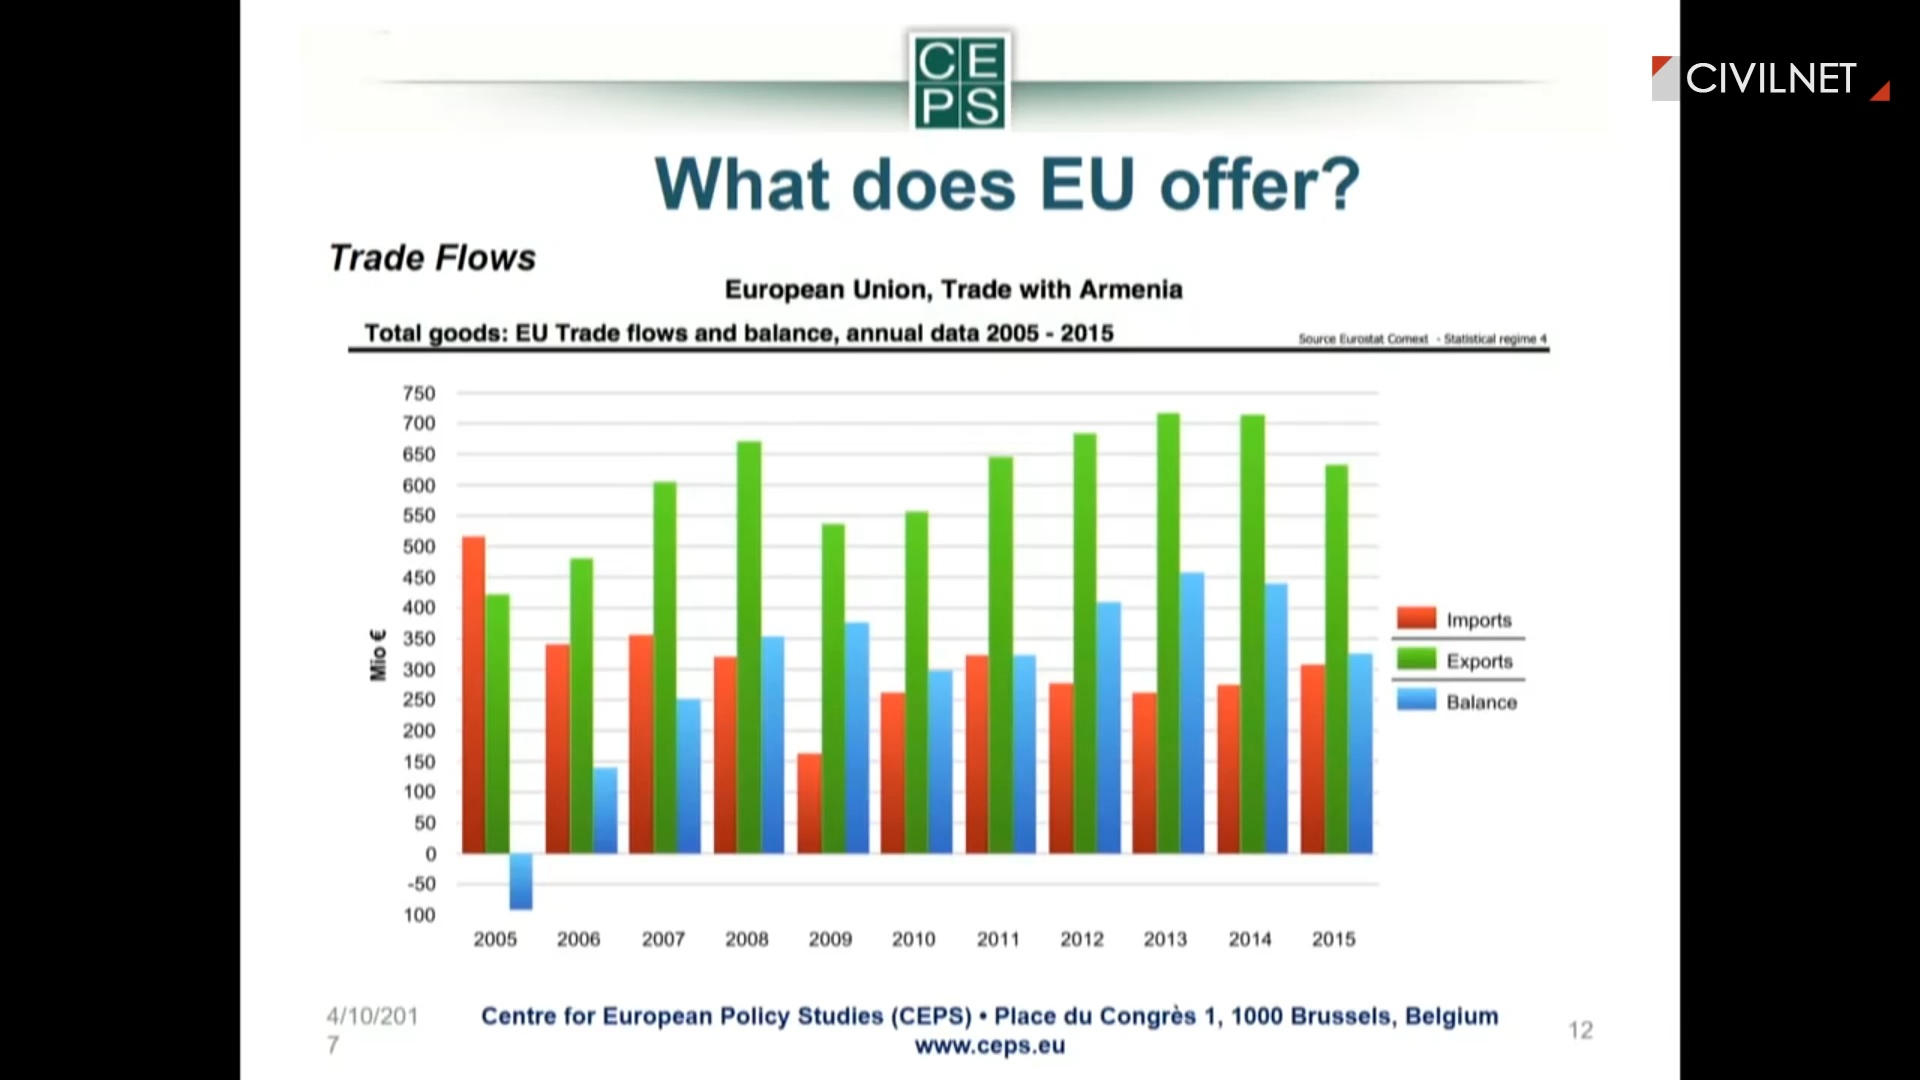 CE
PS
CIVILNET
What does EU offer?
Trade Flows
European Union, Trade with Armenia
Total goods: EU Trade flows and balance, annual data 2005 - 2015
Source Eurostat Comext - Statistical regime 4
750
700
650
600
550
500
450
400
350
300
250
200
150
100
50
0
-50
100
Mio €
Imports
Exports
Balance
2005 2006 2007 2008 2009 2010 2011 2012 2013 2014 2015
4/10/201
7
Centre for European Policy Studies (CEPS) • Place du Congrès 1, 1000 Brussels, Belgium
www.ceps.eu
12